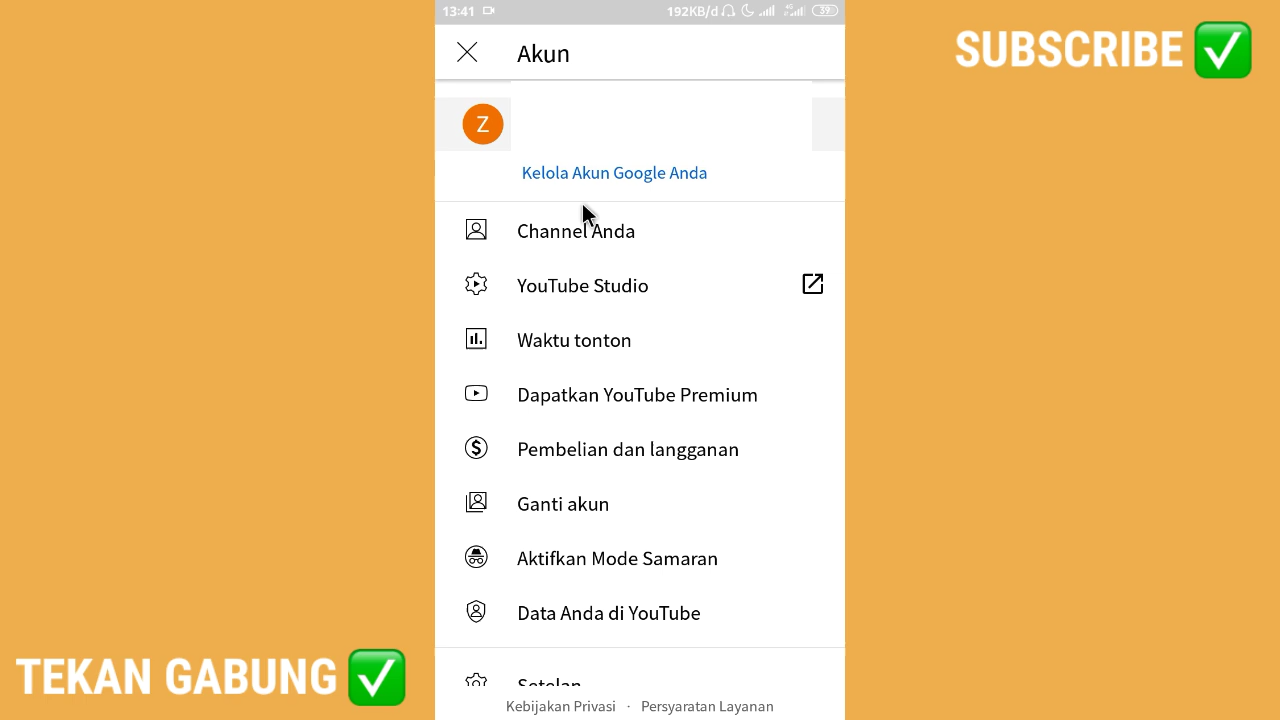 13:41 192KB/d 4G 39
Akun
SUBSCRIBE
Z
Kelola Akun Google Anda
Channel Anda
YouTube Studio
Waktu tonton
Dapatkan YouTube Premium
Pembelian dan langganan
Ganti akun
Aktifkan Mode Samaran
Data Anda di YouTube
TEKAN GABUNG
Setelan
Kebijakan Privasi · Persyaratan Layanan